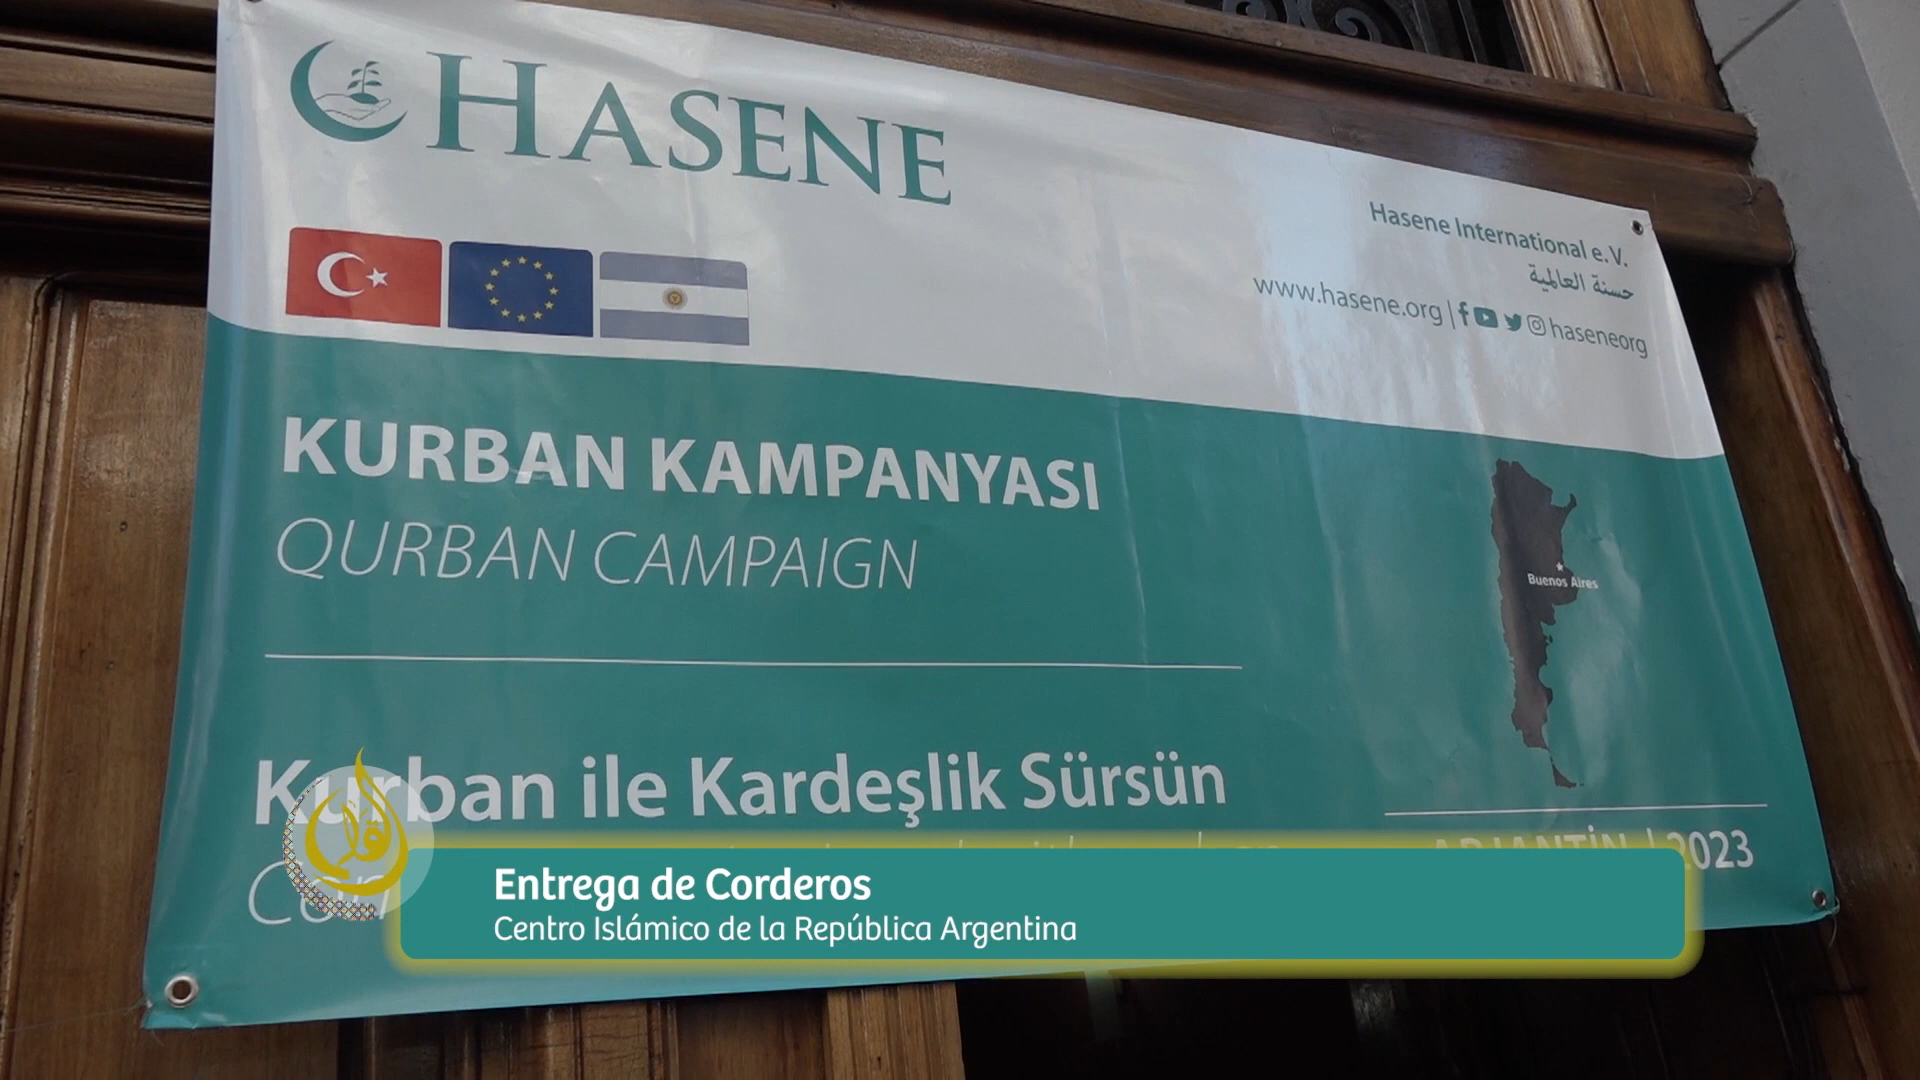 HASENE
Hasene International e.V.
حسنة العالمية
www.hasene.org | haseneorg
KURBAN KAMPANYASI
QURBAN CAMPAIGN
Buenos Aires
Kurban ile Kardeşlik Sürsün
ARJANTİN | 2023
Entrega de Corderos
Centro Islámico de la República Argentina